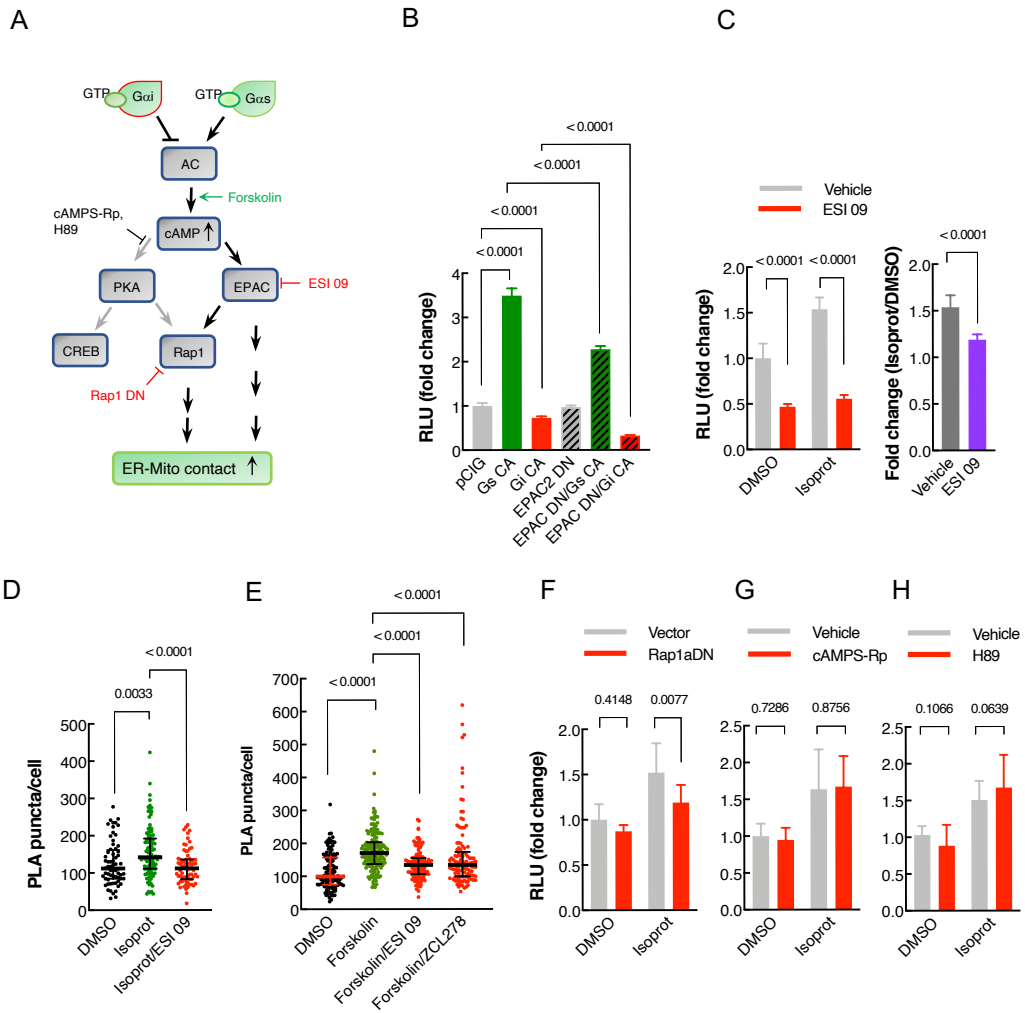 A
GTP
Gαi
GTP
Gαs
AC
Forskolin
cAMPS-Rp,
H89
cAMP
PKA
EPAC
ESI 09
CREB
Rap1
Rap1 DN
ER-Mito contact
B
< 0.0001
< 0.0001
< 0.0001
< 0.0001
RLU (fold change)
4
3
2
1
0
pCIG
Gs CA
Gi CA
EPAC2 DN
EPAC DN/Gs CA
EPAC DN/Gi CA
C
Vehicle
ESI 09
< 0.0001
< 0.0001
RLU (fold change)
2.0
1.5
1.0
0.5
0.0
DMSO
Isoprot
< 0.0001
Fold change (Isoprot/DMSO)
2.0
1.5
1.0
0.5
0.0
Vehicle
ESI 09
D
< 0.0001
0.0033
PLA puncta/cell
500
400
300
200
100
0
DMSO
Isoprot
Isoprot/ESI 09
E
< 0.0001
< 0.0001
< 0.0001
PLA puncta/cell
700
600
500
400
300
200
100
0
DMSO
Forskolin
Forskolin/ESI 09
Forskolin/ZCL278
F
Vector
Rap1aDN
0.4148
0.0077
RLU (fold change)
2.0
1.5
1.0
0.5
0.0
DMSO
Isoprot
G
Vehicle
cAMPS-Rp
0.7286
0.8756
2.5
2.0
1.5
1.0
0.5
0.0
DMSO
Isoprot
H
Vehicle
H89
0.1066
0.0639
2.5
2.0
1.5
1.0
0.5
0.0
DMSO
Isoprot